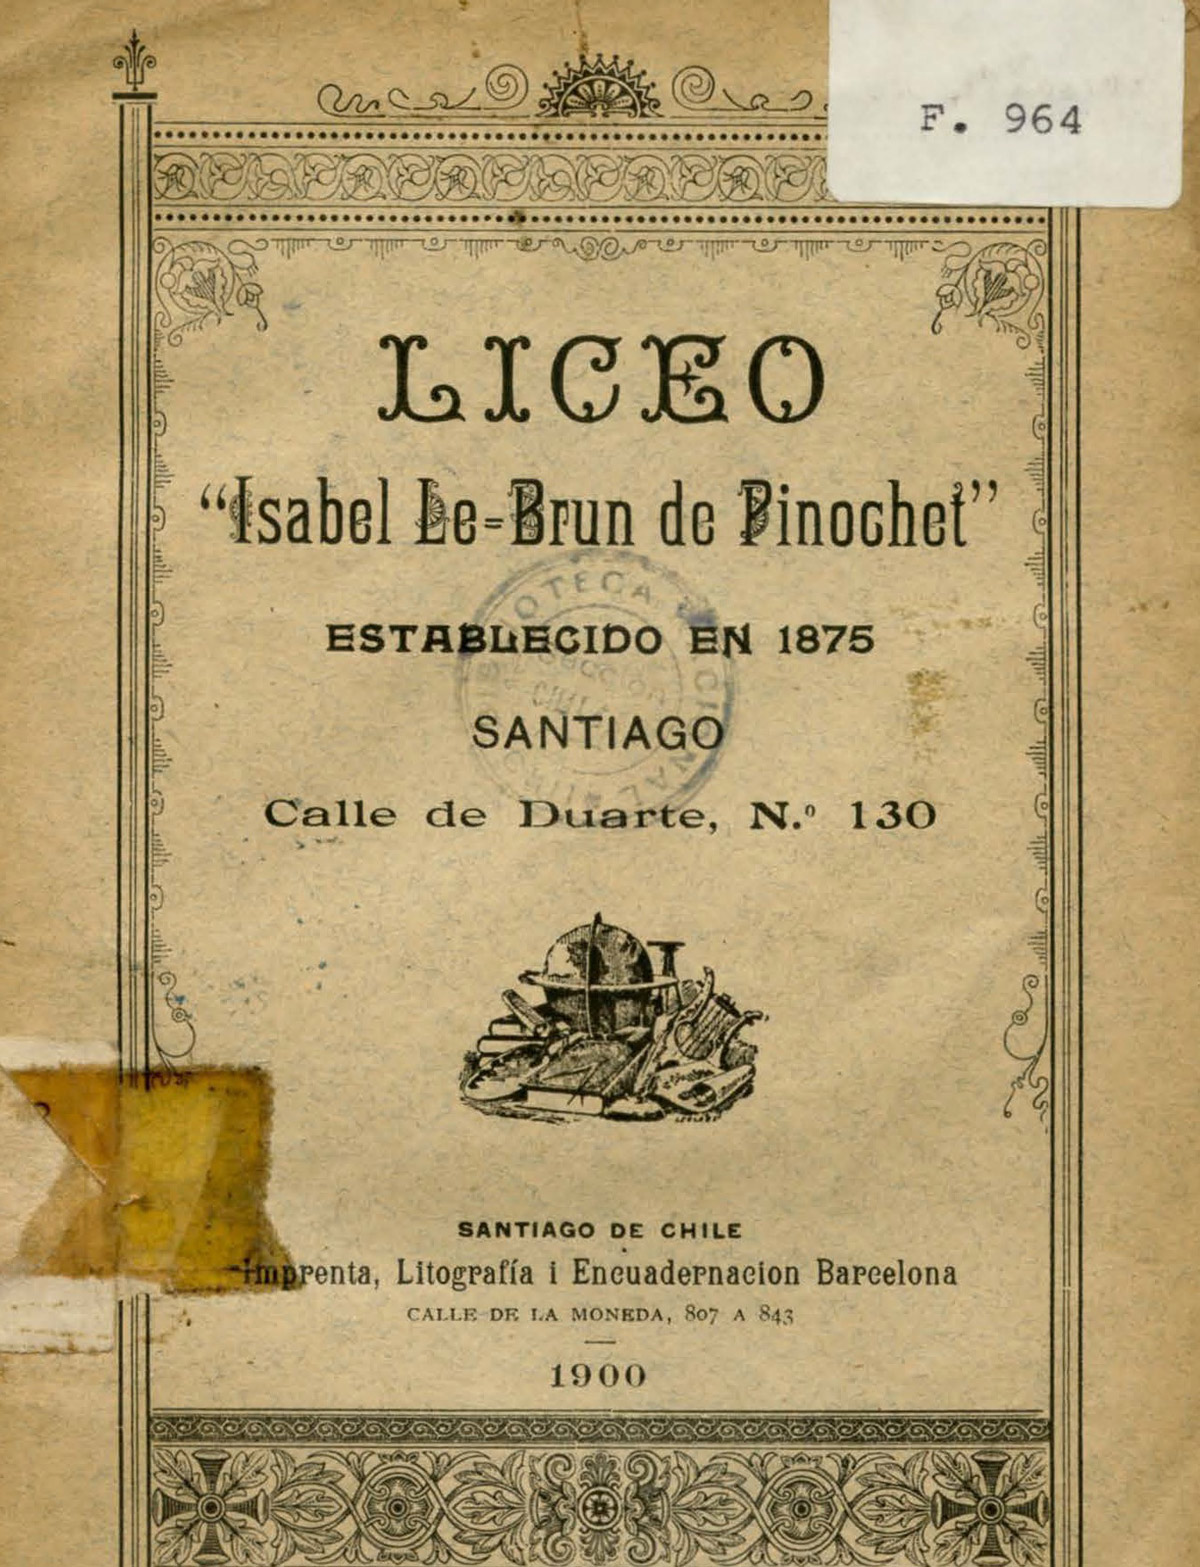 F. 964
LICEO
“Isabel Le=Brun de Pinochet”
ESTABLECIDO EN 1875
SANTIAGO
Calle de Duarte, N.º 130
SANTIAGO DE CHILE
Imprenta, Litografía i Encuadernacion Barcelona
CALLE DE LA MONEDA, 807 A 843
1900